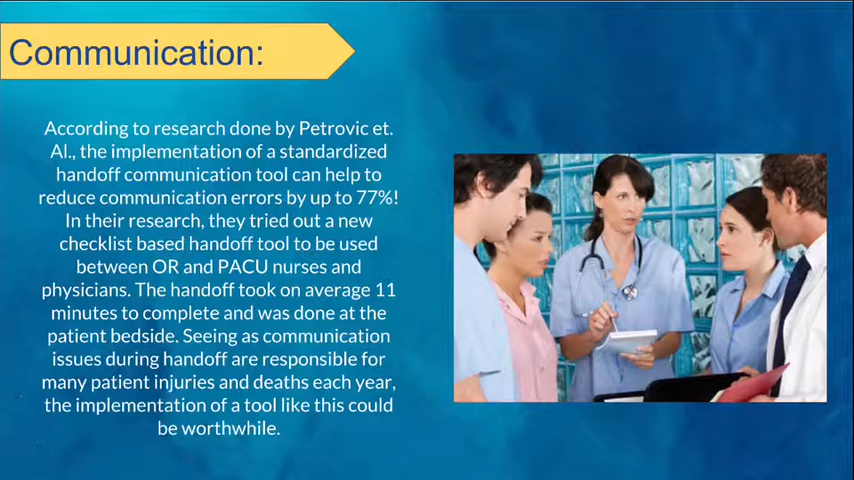 Communication:
According to research done by Petrovic et.
Al., the implementation of a standardized
handoff communication tool can help to
reduce communication errors by up to 77%!
In their research, they tried out a new
checklist based handoff tool to be used
between OR and PACU nurses and
physicians. The handoff took on average 11
minutes to complete and was done at the
patient bedside. Seeing as communication
issues during handoff are responsible for
many patient injuries and deaths each year,
the implementation of a tool like this could
be worthwhile.